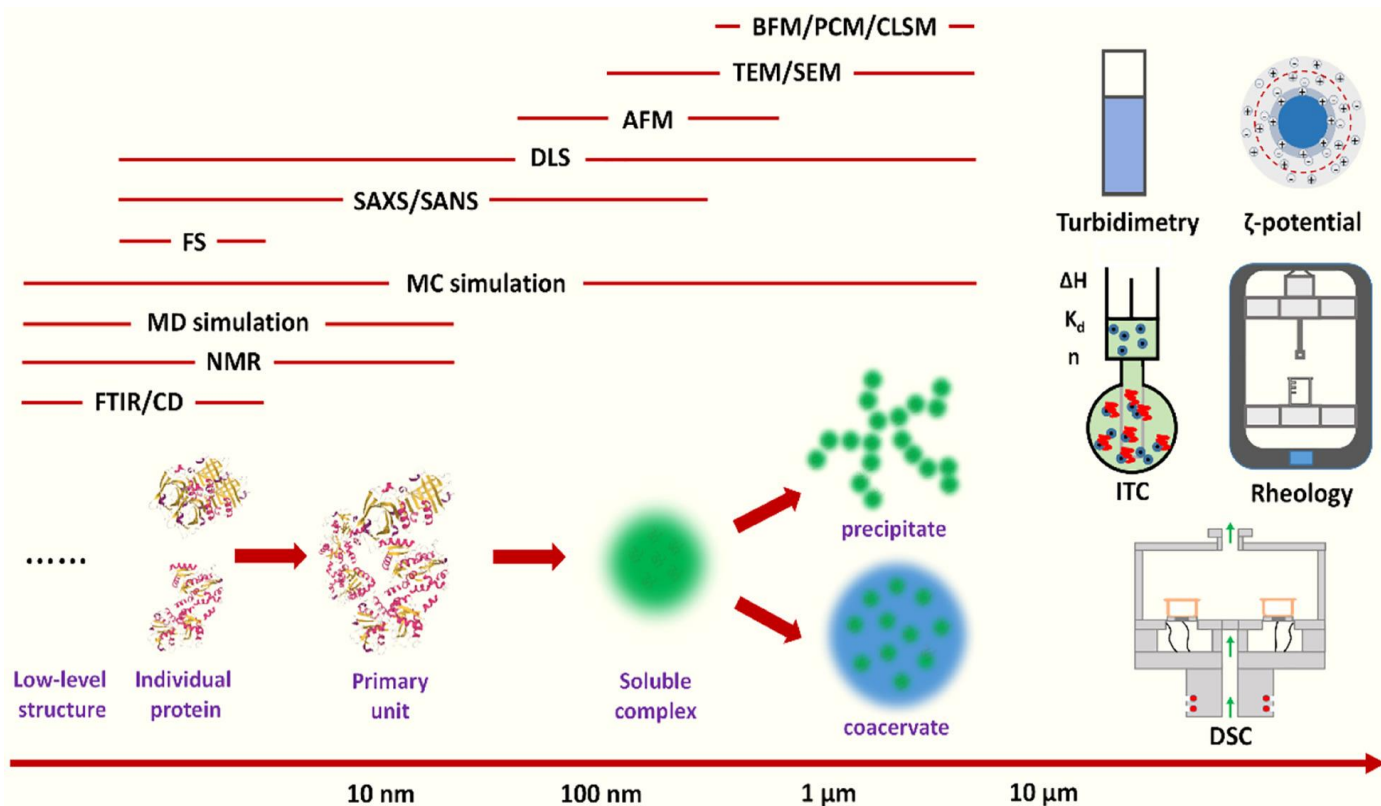 BFM/PCM/CLSM
TEM/SEM
AFM
DLS
SAXS/SANS
FS
MC simulation
MD simulation
NMR
FTIR/CD
Turbidimetry
ζ-potential
ΔH
Kd
n
ITC
Rheology
DSC
precipitate
coacervate
......
Low-level
structure
Individual
protein
Primary
unit
Soluble
complex
10 nm
100 nm
1 μm
10 μm